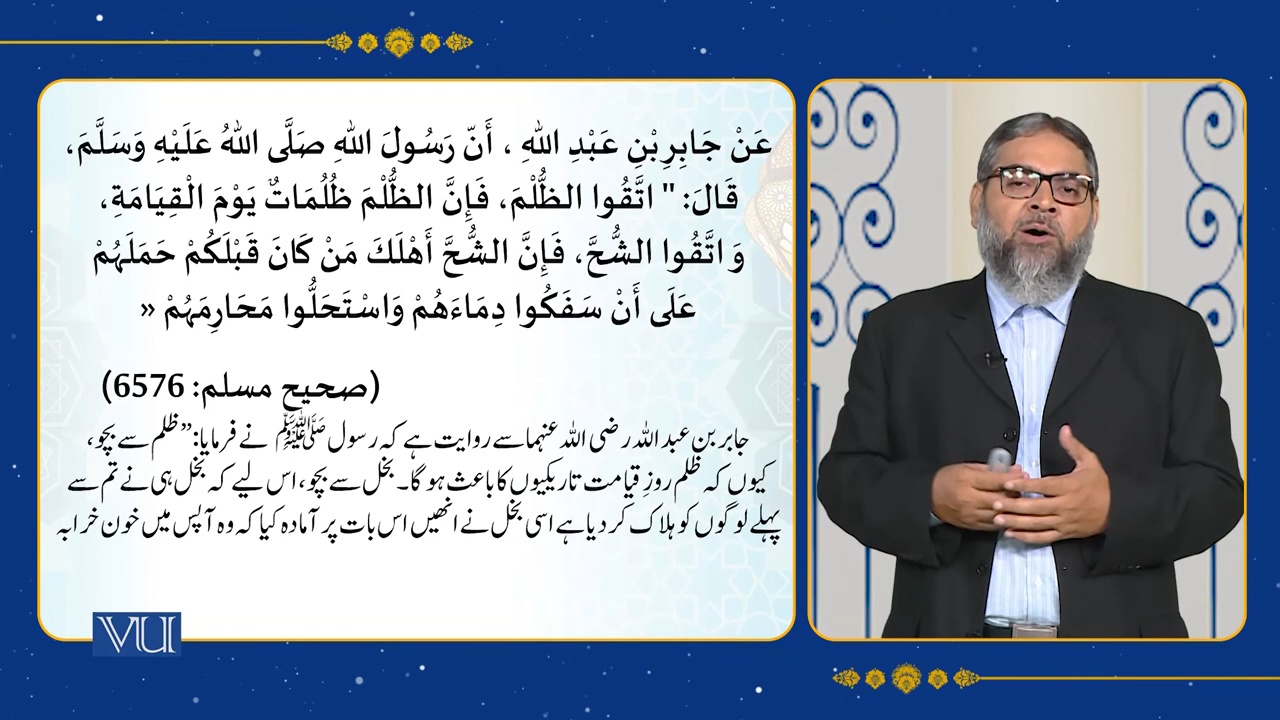 عَنْ جَابِرِ بْنِ عَبْدِ اللهِ ، أَنّ رَسُولَ اللهِ صَلَّى اللهُ عَلَيْهِ وَسَلَّمَ،
قَالَ: " اتَّقُوا الظُّلْمَ، فَإِنَّ الظُّلْمَ ظُلُمَاتٌ يَوْمَ الْقِيَامَةِ،
وَ اتَّقُوا الشُّحَّ، فَإِنَّ الشُّحَّ أَهْلَكَ مَنْ كَانَ قَبْلَكُمْ حَمَلَهُمْ
عَلَى أَنْ سَفَكُوا دِمَاءَهُمْ وَاسْتَحَلُّوا مَحَارِمَهُمْ «
(صحیح مسلم: 6576)
جابر بن عبد اللہ رضی اللہ عنہما سے روایت ہے کہ رسول ﷺ نے فرمایا:”ظلم سے بچو،
کیوں کہ ظلم روزِ قیامت تاریکیوں کا باعث ہو گا۔ بخل سے بچو، اس لیے کہ بخل ہی نے تم سے
پہلے لوگوں کو ہلاک کر دیا ہے اسی بخل نے انھیں اس بات پر آمادہ کیا کہ وہ آپس میں خون خرابہ
VU